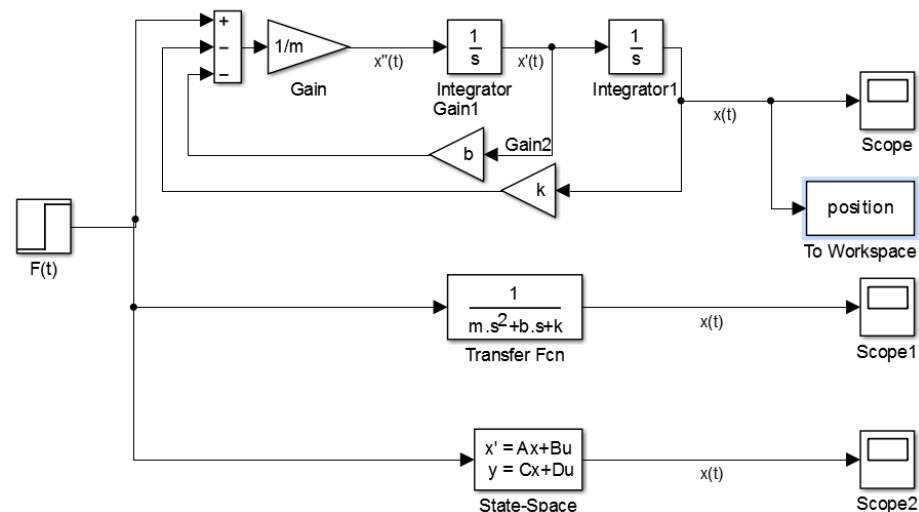 +
−
−
1/m
Gain
x"(t)
1
s
Integrator
Gain1
x'(t)
1
s
Integrator1
x(t)
Scope
b
Gain2
k
position
To Workspace
F(t)
1
m.s²+b.s+k
Transfer Fcn
x(t)
Scope1
x' = Ax+Bu
y = Cx+Du
State-Space
x(t)
Scope2